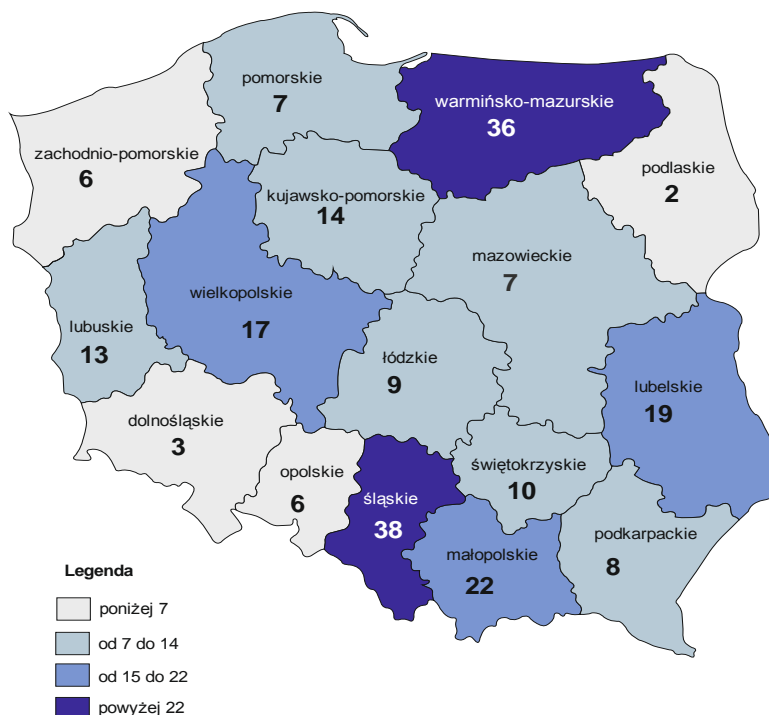 pomorskie
7
warmińsko-mazurskie
36
zachodnio-pomorskie
6
podlaskie
2
kujawsko-pomorskie
14
mazowieckie
7
wielkopolskie
17
lubuskie
13
łódzkie
9
lubelskie
19
dolnośląskie
3
opolskie
6
śląskie
38
świętokrzyskie
10
małopolskie
22
podkarpackie
8
Legenda
poniżej 7
od 7 do 14
od 15 do 22
powyżej 22